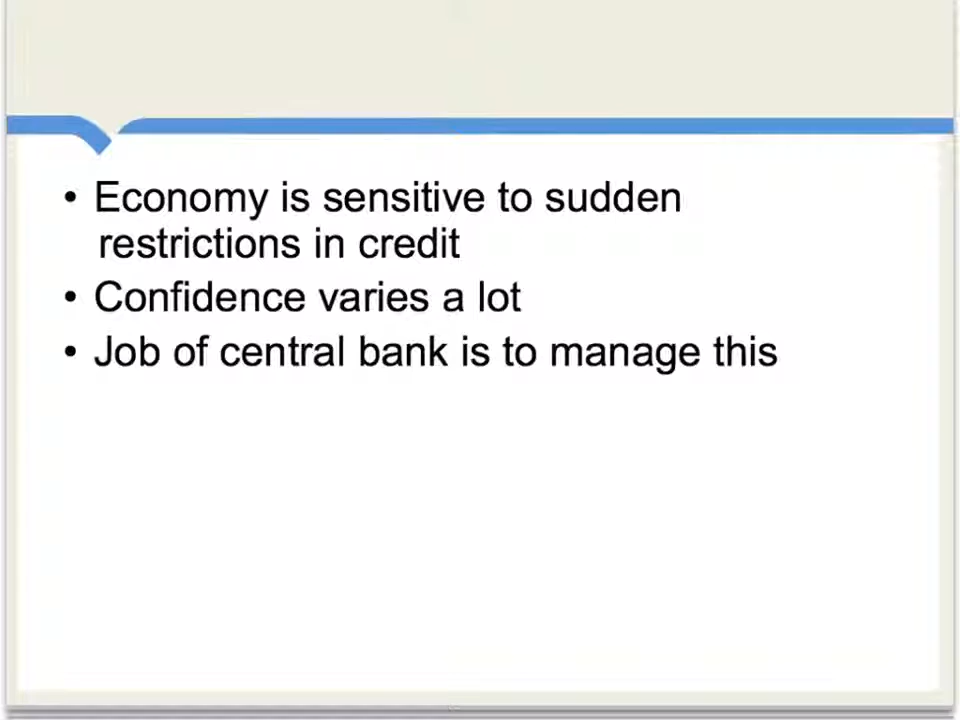 • Economy is sensitive to sudden
restrictions in credit
• Confidence varies a lot
• Job of central bank is to manage this